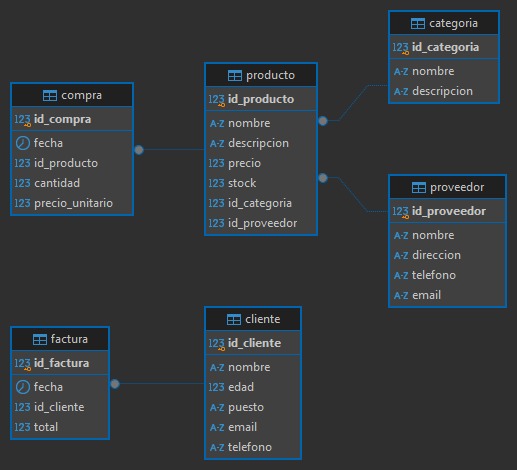 categoria
123 id_categoria
A-Z nombre
A-Z descripcion
producto
123 id_producto
A-Z nombre
A-Z descripcion
123 precio
123 stock
123 id_categoria
123 id_proveedor
compra
123 id_compra
fecha
123 id_producto
123 cantidad
123 precio_unitario
proveedor
123 id_proveedor
A-Z nombre
A-Z direccion
A-Z telefono
A-Z email
factura
123 id_factura
fecha
123 id_cliente
123 total
cliente
123 id_cliente
A-Z nombre
123 edad
A-Z puesto
A-Z email
A-Z telefono